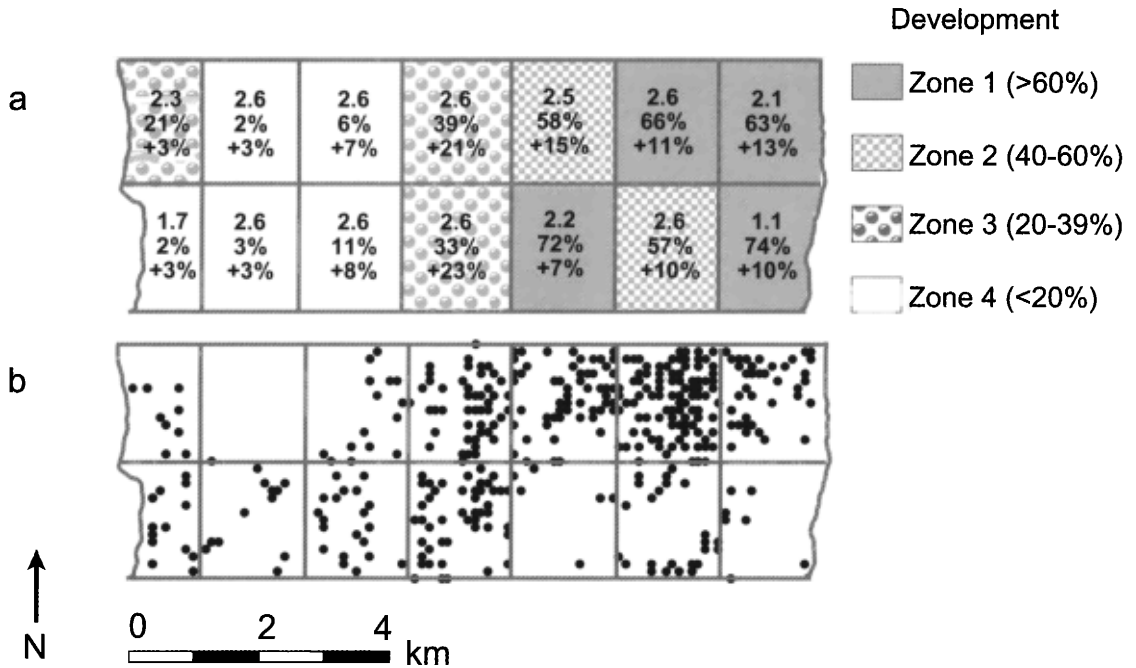 Development
a
2.3 2.6 2.6 2.6 2.5 2.6 2.1
21% 2% 6% 39% 58% 66% 63%
+3% +3% +7% +21% +15% +11% +13%
1.7 2.6 2.6 2.6 2.2 2.6 1.1
2% 3% 11% 33% 72% 57% 74%
+3% +3% +8% +23% +7% +10% +10%
Zone 1 (>60%)
Zone 2 (40-60%)
Zone 3 (20-39%)
Zone 4 (<20%)
b
N
0 2 4
km